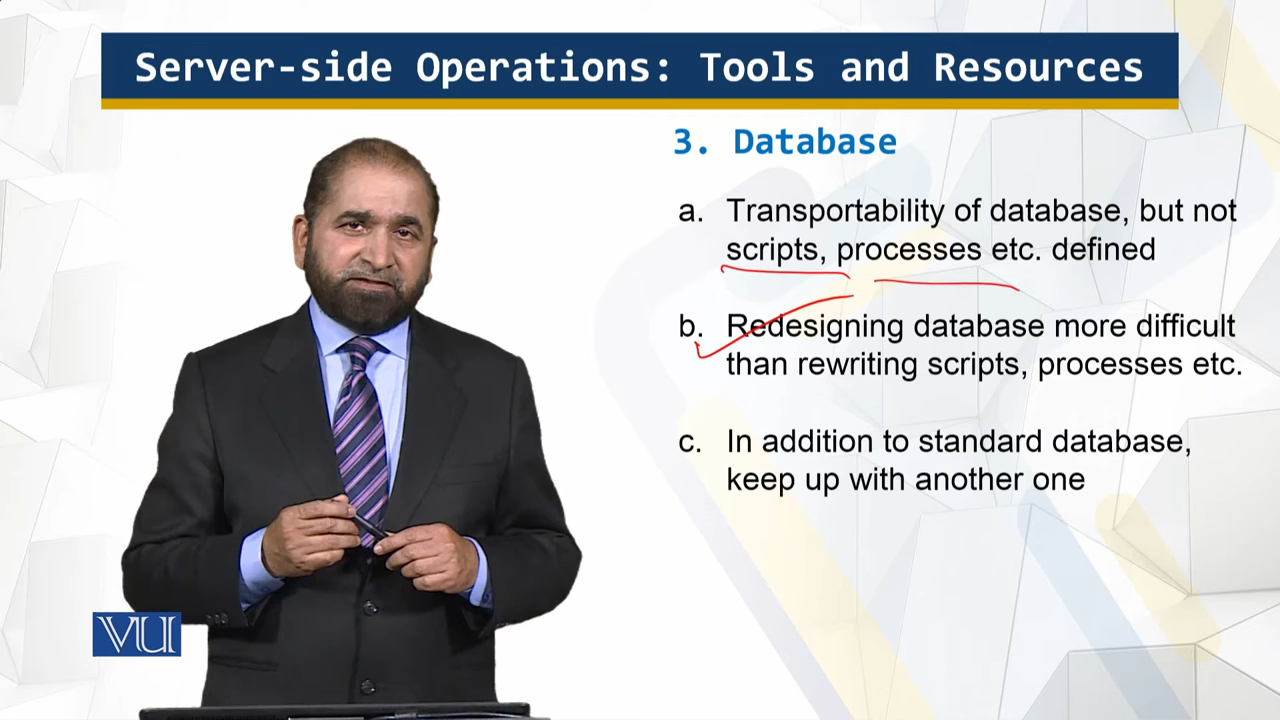 Server-side Operations: Tools and Resources
3. Database
a. Transportability of database, but not
scripts, processes etc. defined
b. Redesigning database more difficult
than rewriting scripts, processes etc.
c. In addition to standard database,
keep up with another one
VU